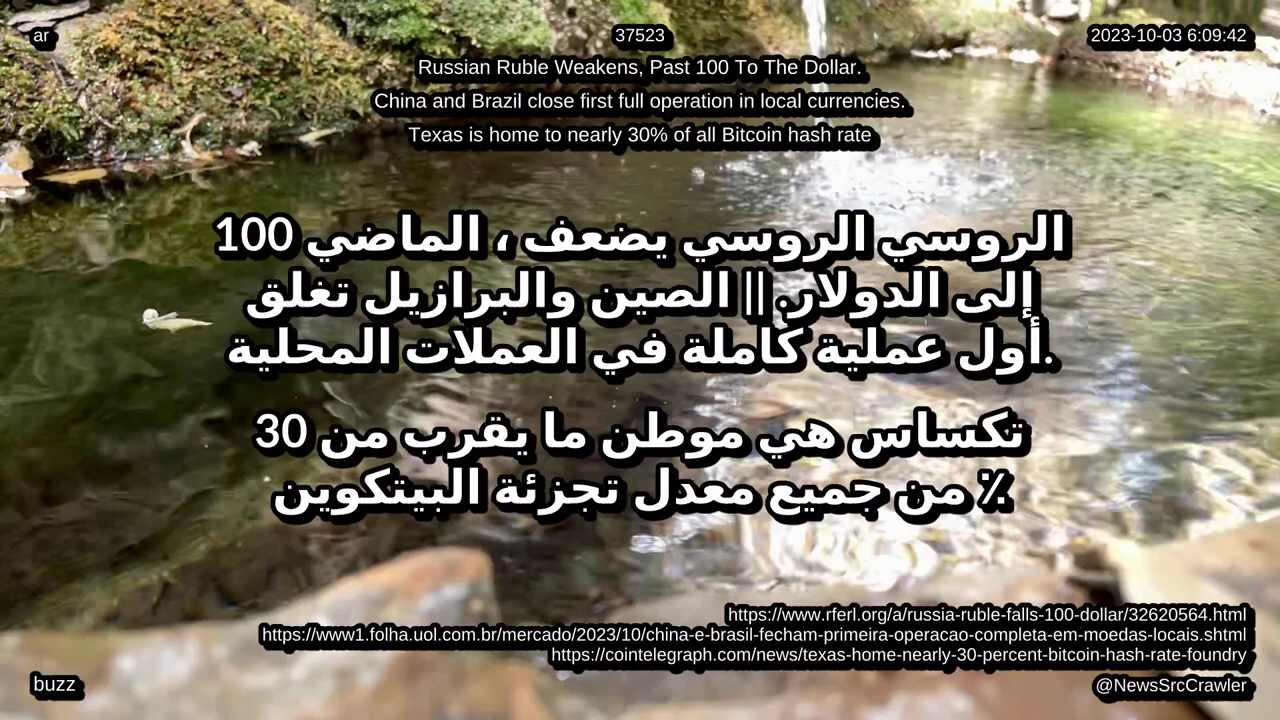 ar
37523
2023-10-03 6:09:42
Russian Ruble Weakens, Past 100 To The Dollar.
China and Brazil close first full operation in local currencies.
Texas is home to nearly 30% of all Bitcoin hash rate
الروسي الروسي يضعف ، الماضي 100
إلى الدولار. || الصين والبرازيل تغلق
أول عملية كاملة في العملات المحلية.
تكساس هي موطن ما يقرب من 30
٪ من جميع معدل تجزئة البيتكوين
https://www.rferl.org/a/russia-ruble-falls-100-dollar/32620564.html
https://www1.folha.uol.com.br/mercado/2023/10/china-e-brasil-fecham-primeira-operacao-completa-em-moedas-locais.shtml
https://cointelegraph.com/news/texas-home-nearly-30-percent-bitcoin-hash-rate-foundry
buzz
@NewsSrcCrawler